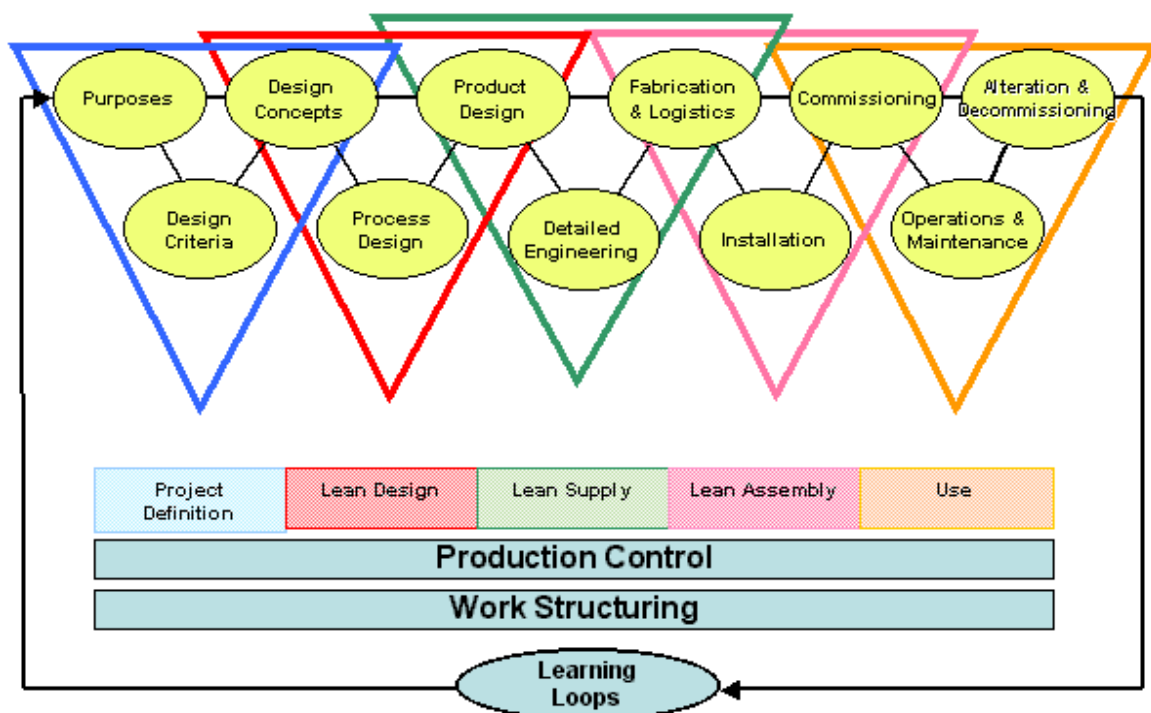 Purposes
Design
Concepts
Product
Design
Fabrication
& Logistics
Commissioning
Alteration &
Decommissioning
Design
Criteria
Process
Design
Detailed
Engineering
Installation
Operations &
Maintenance
Project
Definition
Lean Design
Lean Supply
Lean Assembly
Use
Production Control
Work Structuring
Learning
Loops